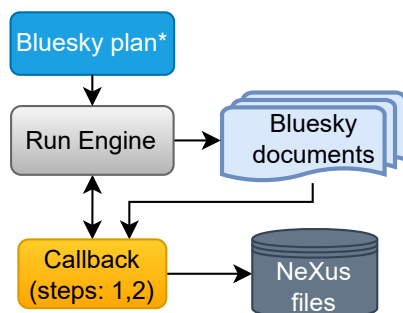 Bluesky plan*
Run Engine
Bluesky
documents
Callback
(steps: 1,2)
NeXus
files